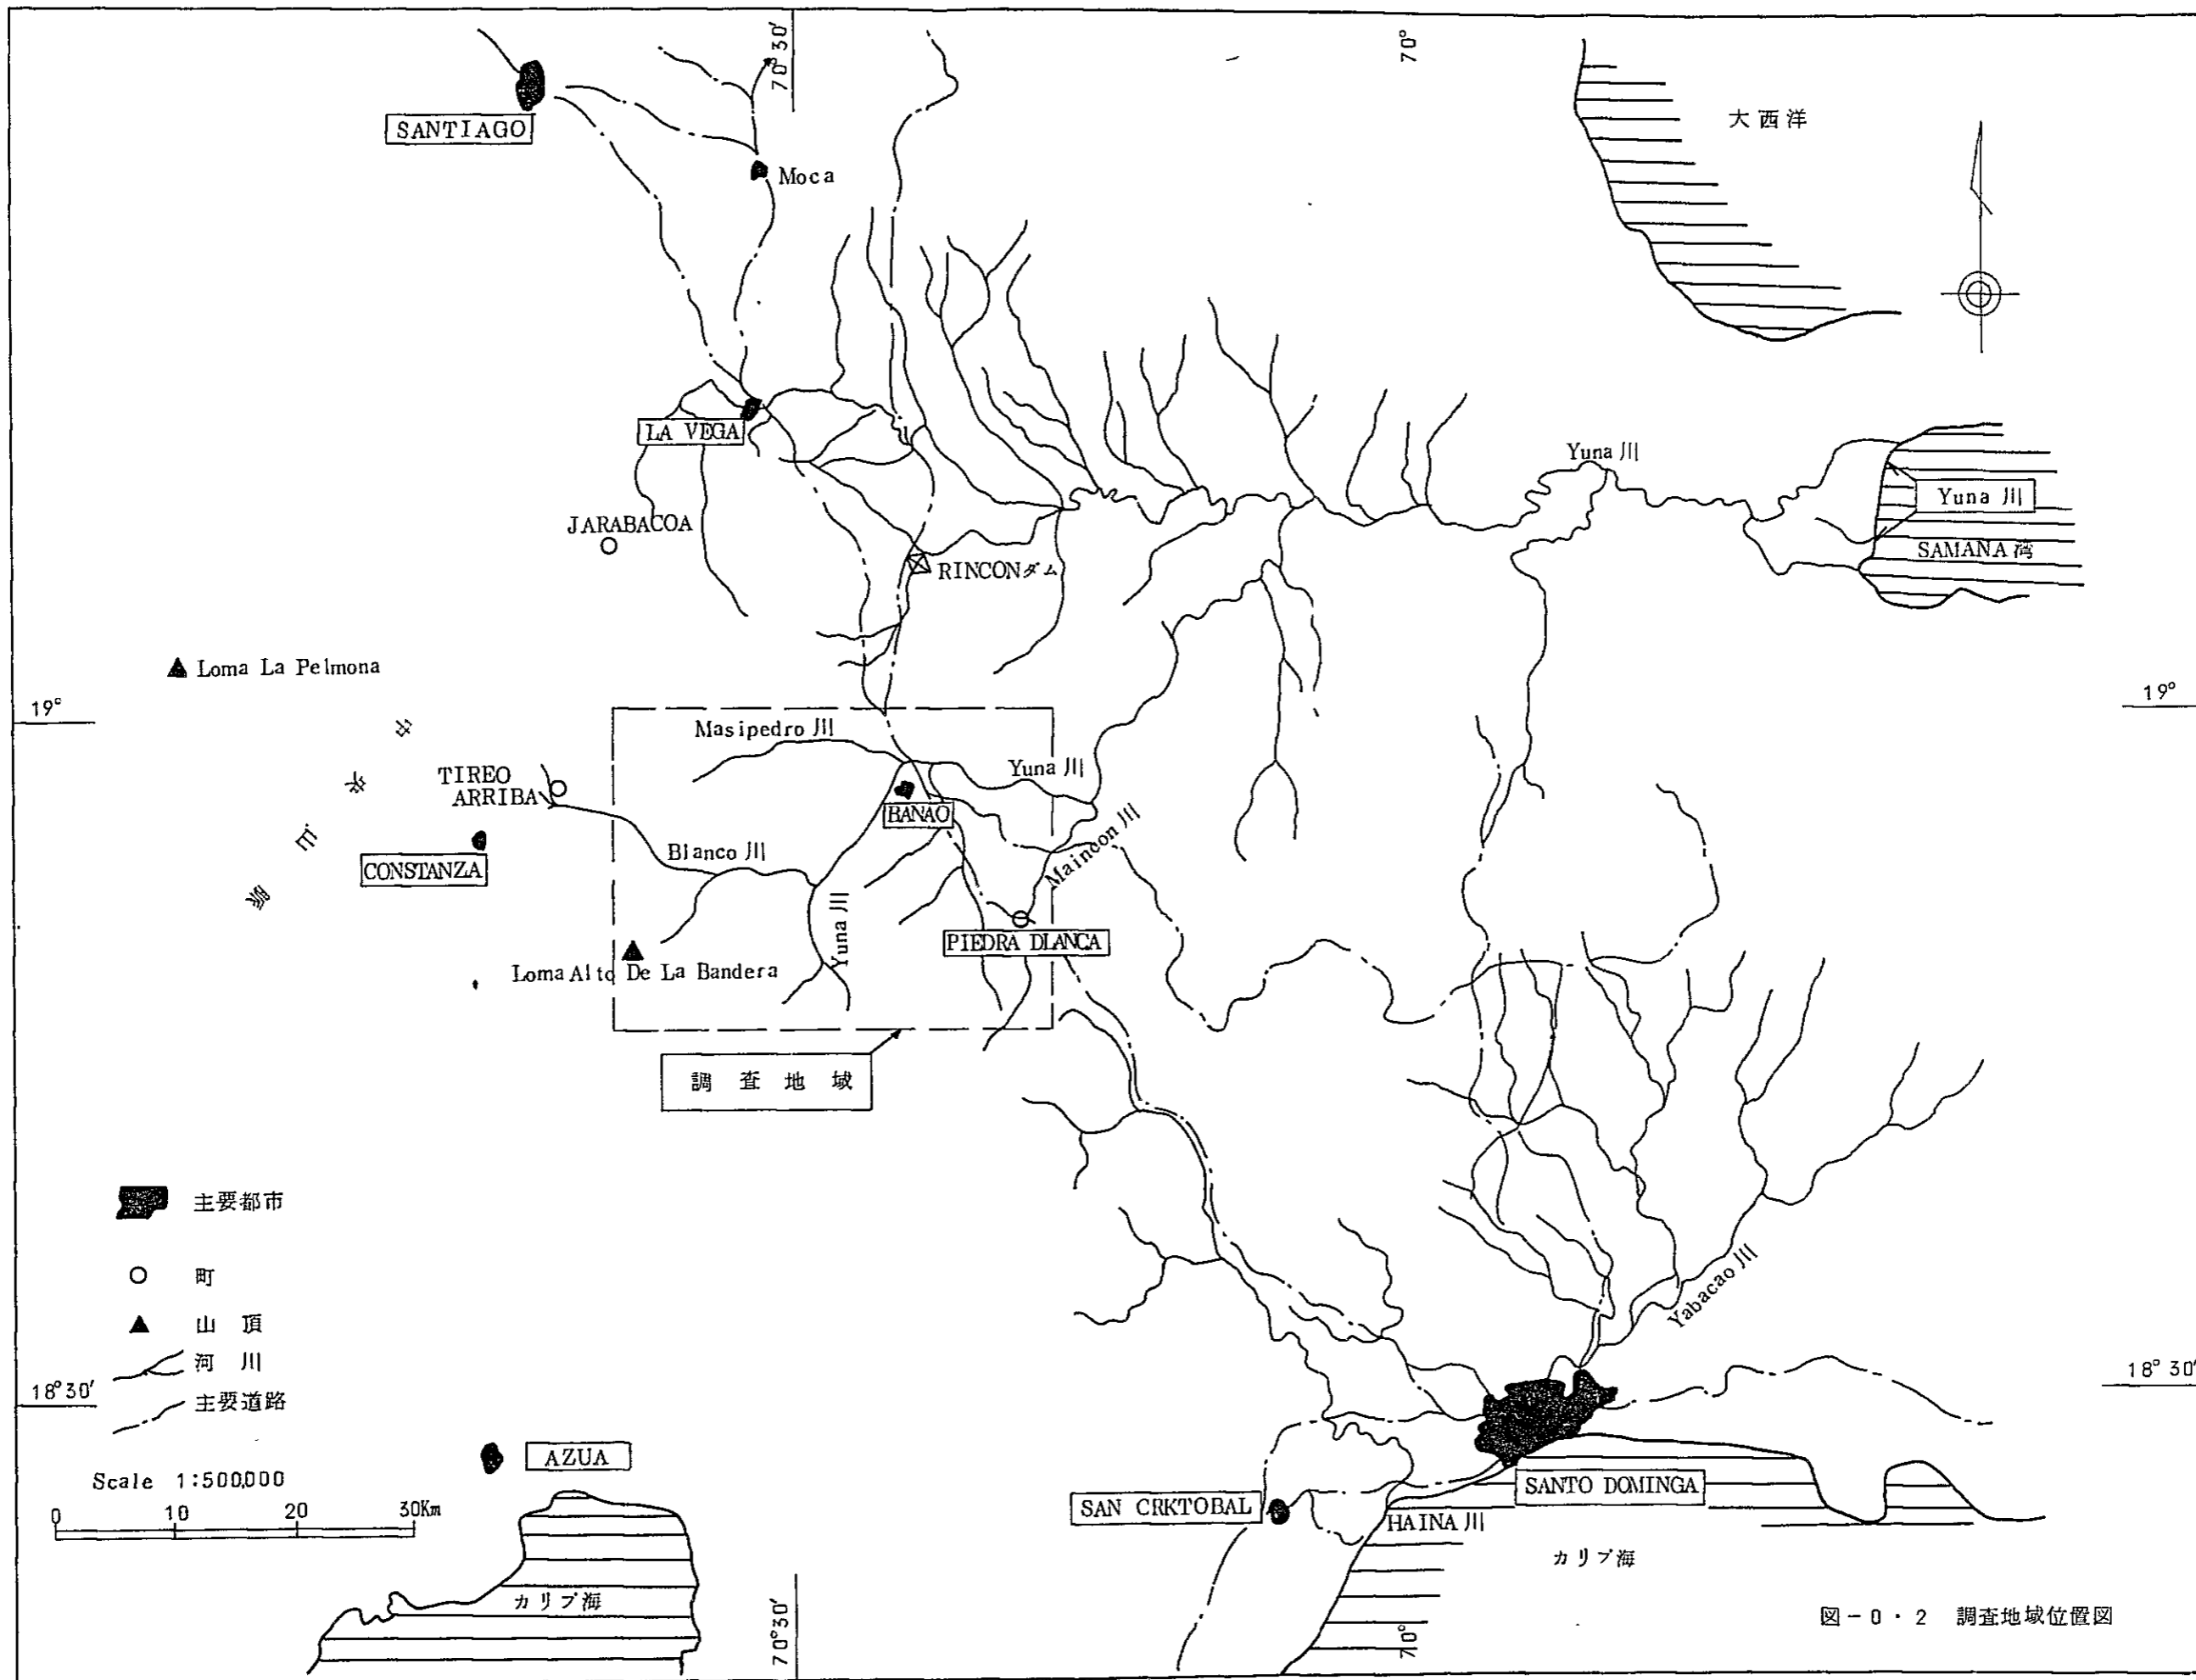 70°30′
70°
SANTIAGO
大西洋
Moca
LA VEGA
Yuna 川
Yuna 川
SAMANA 湾
JARABACOA
RINCONダム
Loma La Pelmona
19°
19°
中
央
山
脈
Masipedro 川
TIREO
ARRIBA
Yuna 川
BANAO
CONSTANZA
Blanco 川
Maincon 川
Yuna 川
PIEDRA DLANCA
Loma Alto De La Bandera
調 査 地 域
主要都市
町
山 頂
河 川
主要道路
18°30′
18°30′
Yabacao 川
AZUA
Scale 1:500,000
0 10 20 30Km
SANTO DOMINGA
SAN CRKTOBAL
HAINA 川
カリブ海
カリブ海
70°30′
70°
図-0・2 調査地域位置図